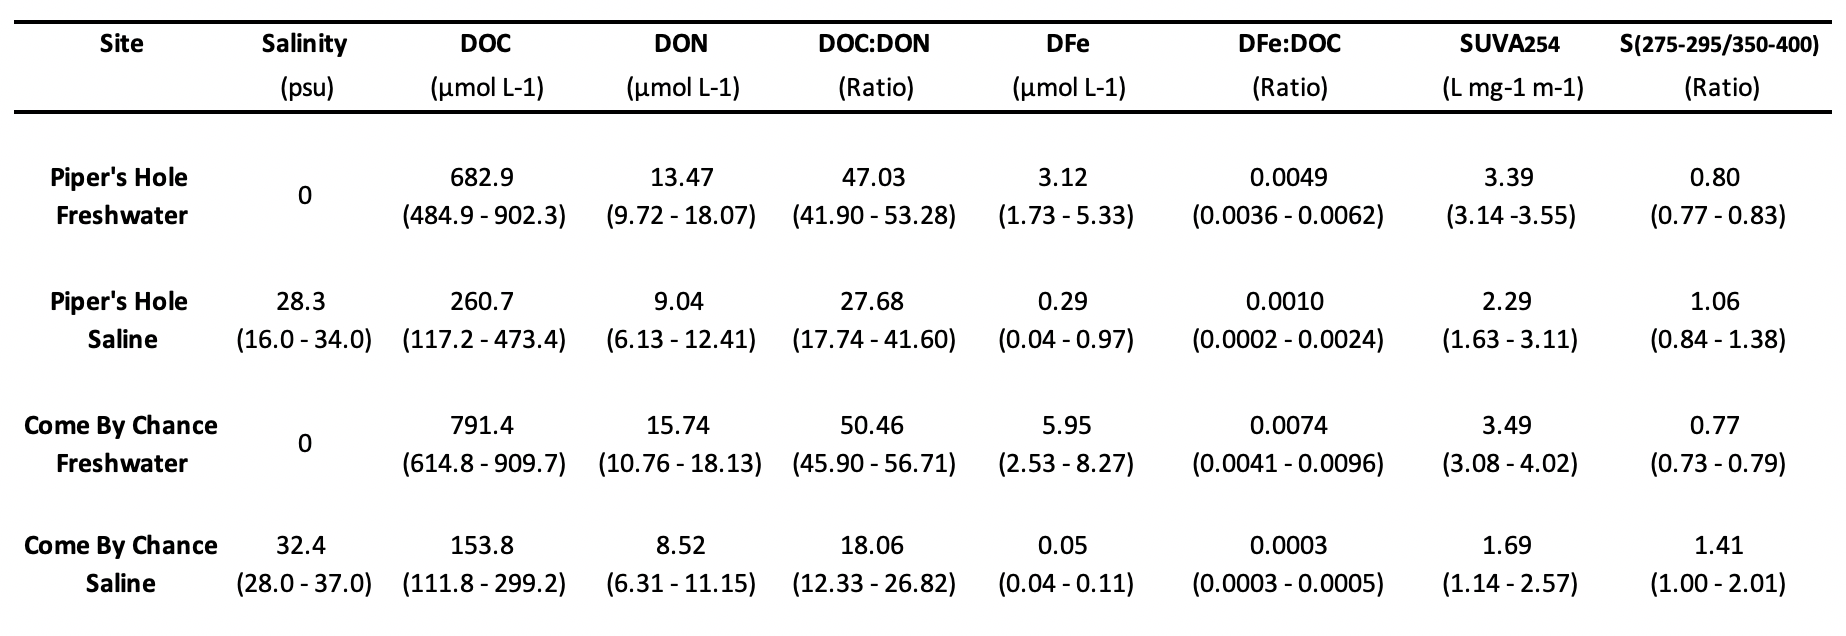 Site Salinity DOC DON DOC:DON DFe DFe:DOC SUVA254 S(275-295/350-400)
(psu) (μmol L-1) (μmol L-1) (Ratio) (μmol L-1) (Ratio) (L mg-1 m-1) (Ratio)
Piper's Hole 682.9 13.47 47.03 3.12 0.0049 3.39 0.80
0
Freshwater (484.9 - 902.3) (9.72 - 18.07) (41.90 - 53.28) (1.73 - 5.33) (0.0036 - 0.0062) (3.14 -3.55) (0.77 - 0.83)
Piper's Hole 28.3 260.7 9.04 27.68 0.29 0.0010 2.29 1.06
Saline (16.0 - 34.0) (117.2 - 473.4) (6.13 - 12.41) (17.74 - 41.60) (0.04 - 0.97) (0.0002 - 0.0024) (1.63 - 3.11) (0.84 - 1.38)
Come By Chance 791.4 15.74 50.46 5.95 0.0074 3.49 0.77
0
Freshwater (614.8 - 909.7) (10.76 - 18.13) (45.90 - 56.71) (2.53 - 8.27) (0.0041 - 0.0096) (3.08 - 4.02) (0.73 - 0.79)
Come By Chance 32.4 153.8 8.52 18.06 0.05 0.0003 1.69 1.41
Saline (28.0 - 37.0) (111.8 - 299.2) (6.31 - 11.15) (12.33 - 26.82) (0.04 - 0.11) (0.0003 - 0.0005) (1.14 - 2.57) (1.00 - 2.01)